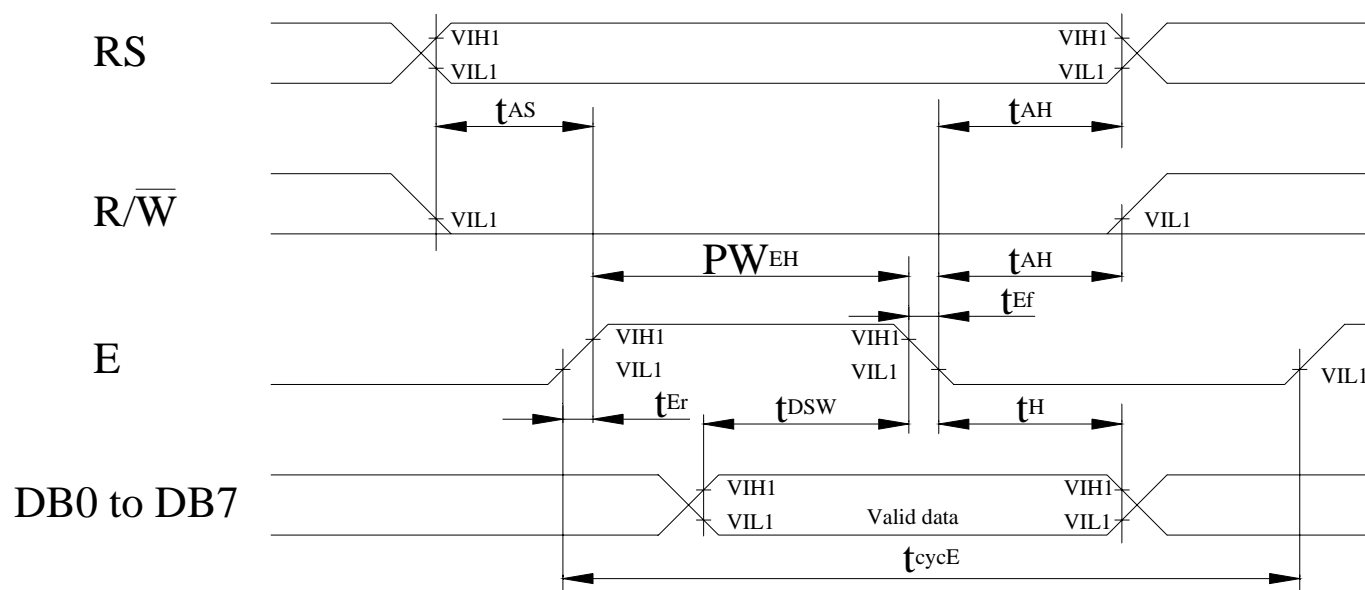 RS
VIH1
VIH1
VIL1
VIL1
tAS
tAH
R/W̅
VIL1
VIL1
PWEH
tAH
tEf
E
VIH1
VIH1
VIL1
VIL1
VIL1
tEr
tDSW
tH
DB0 to DB7
VIH1
VIH1
VIL1
Valid data
VIL1
tcycE